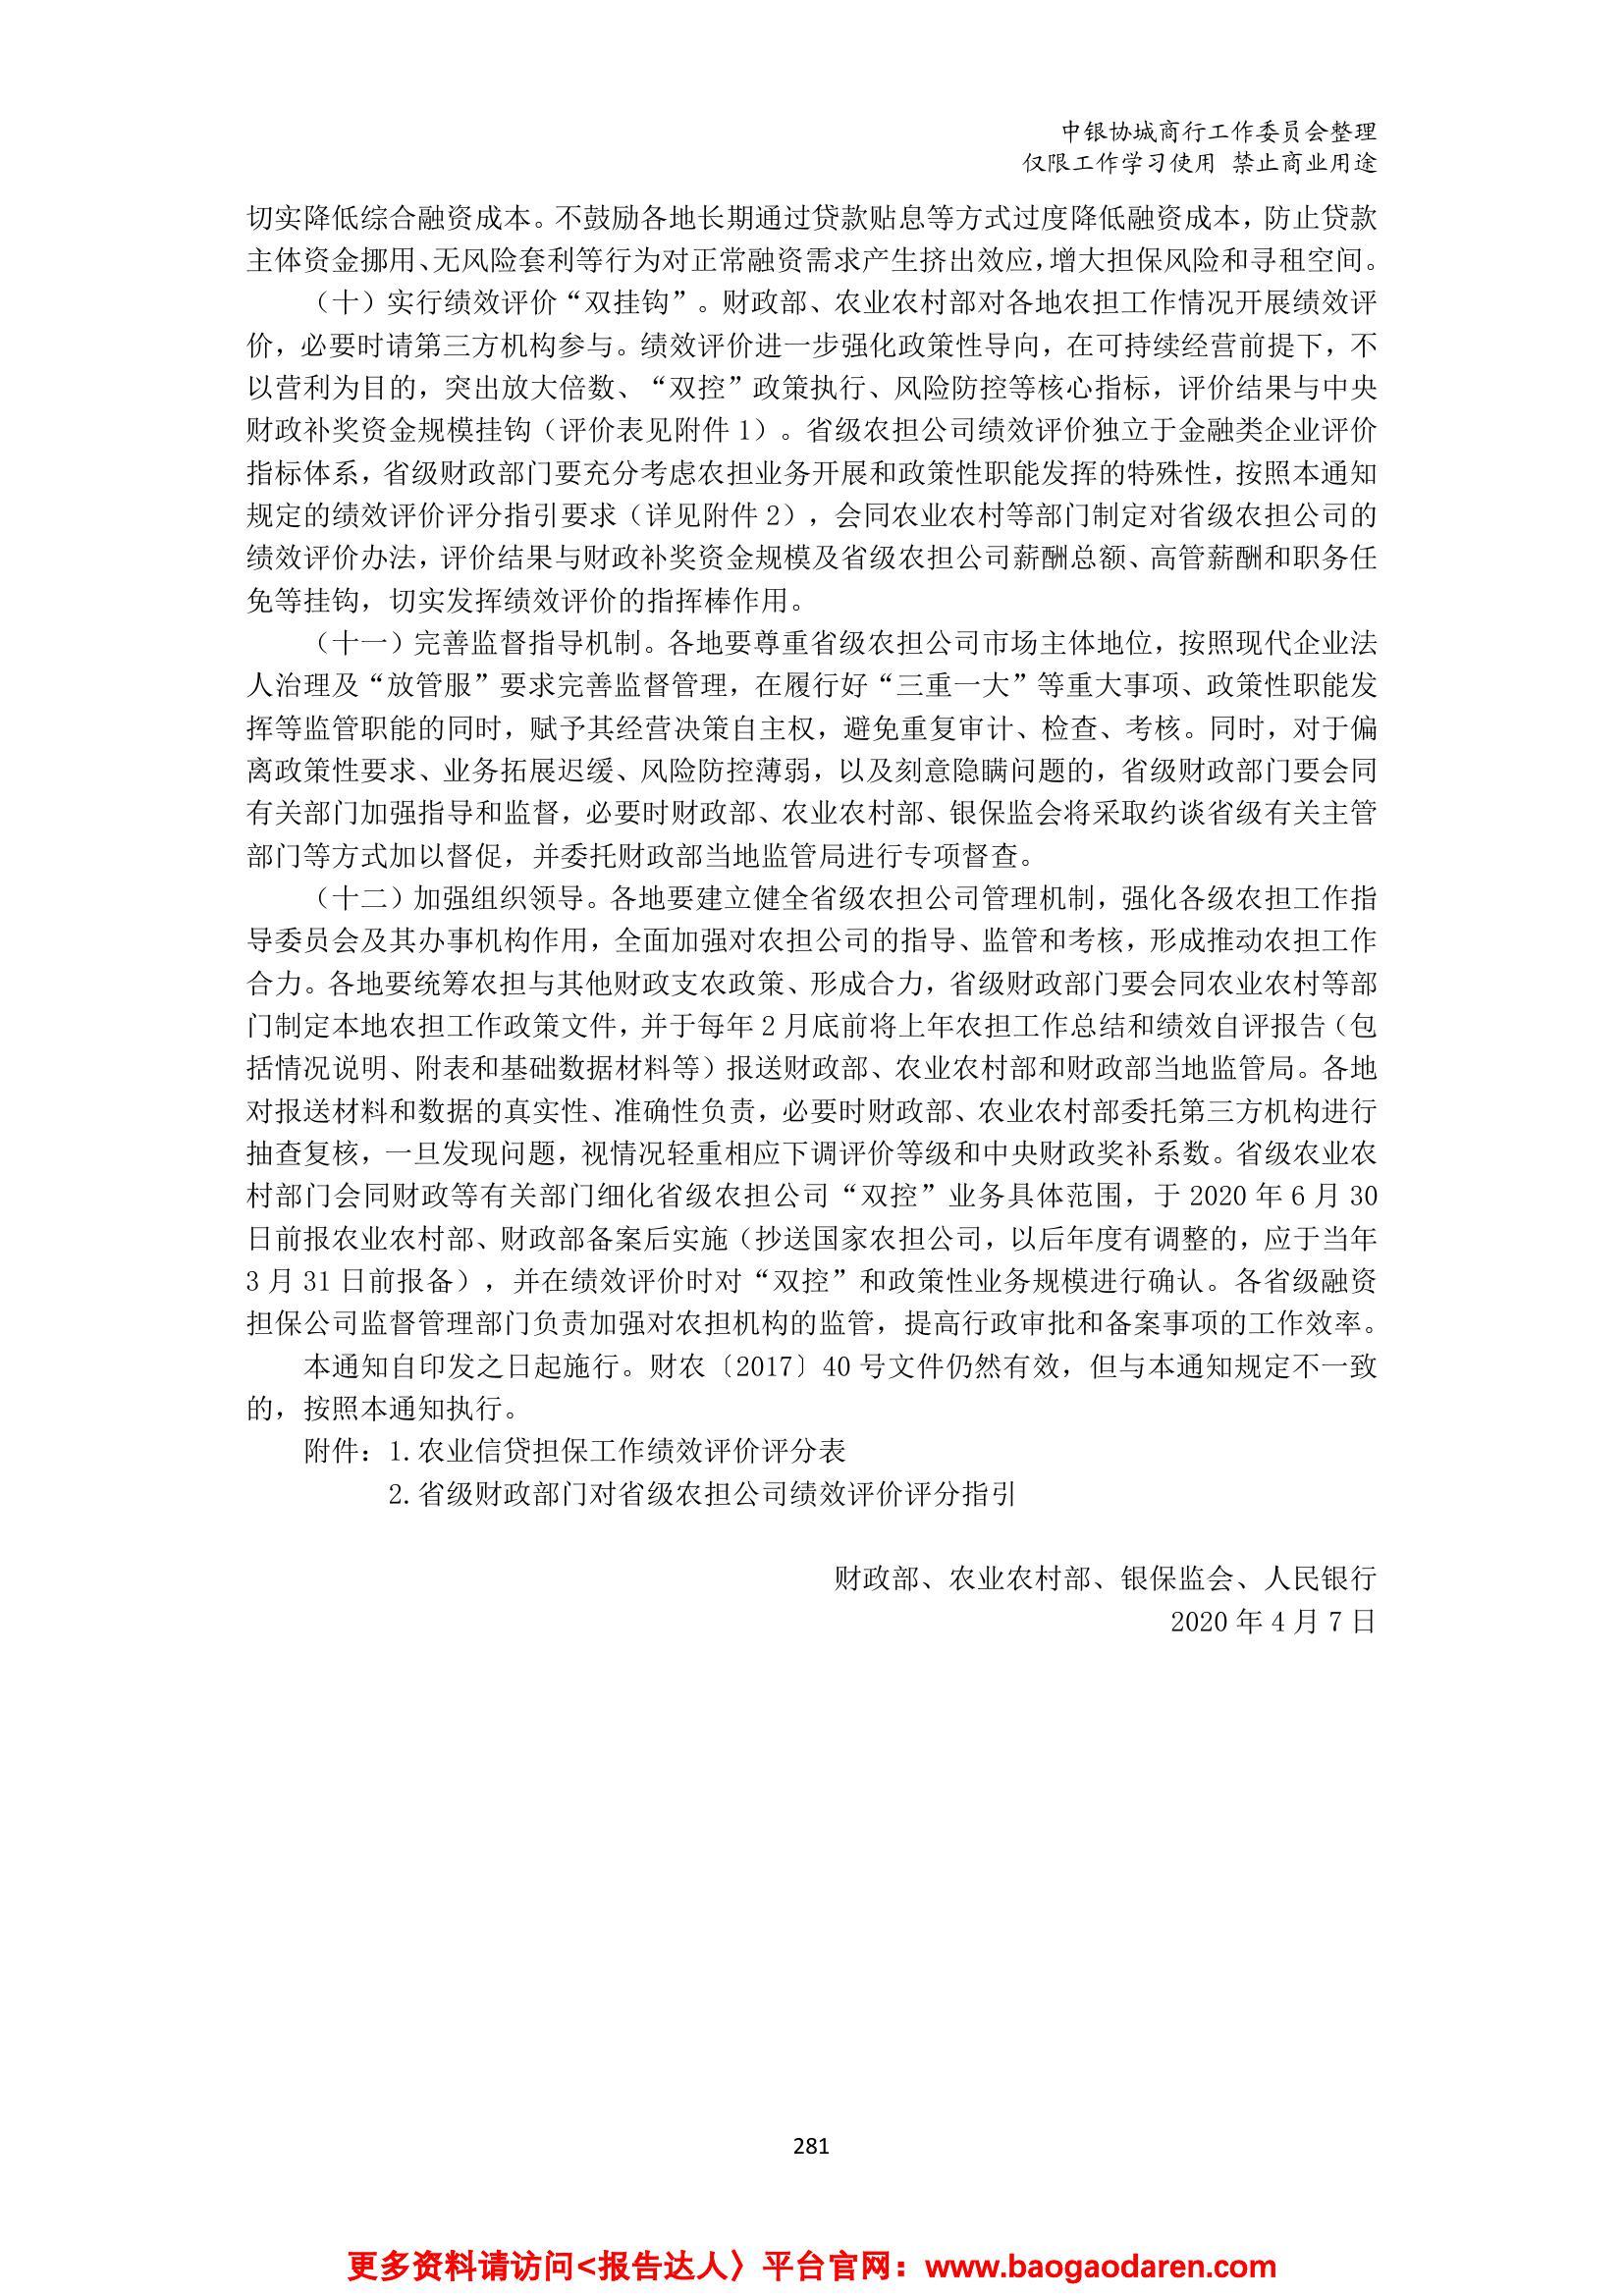 中银协城商行工作委员会整理
仅限工作学习使用 禁止商业用途
切实降低综合融资成本。不鼓励各地长期通过贷款贴息等方式过度降低融资成本，防止贷款
主体资金挪用、无风险套利等行为对正常融资需求产生挤出效应，增大担保风险和寻租空间。
（十）实行绩效评价“双挂钩”。财政部、农业农村部对各地农担工作情况开展绩效评
价，必要时请第三方机构参与。绩效评价进一步强化政策性导向，在可持续经营前提下，不
以营利为目的，突出放大倍数、“双控”政策执行、风险防控等核心指标，评价结果与中央
财政补奖资金规模挂钩（评价表见附件 1）。省级农担公司绩效评价独立于金融类企业评价
指标体系，省级财政部门要充分考虑农担业务开展和政策性职能发挥的特殊性，按照本通知
规定的绩效评价评分指引要求（详见附件 2），会同农业农村等部门制定对省级农担公司的
绩效评价办法，评价结果与财政补奖资金规模及省级农担公司薪酬总额、高管薪酬和职务任
免等挂钩，切实发挥绩效评价的指挥棒作用。
（十一）完善监督指导机制。各地要尊重省级农担公司市场主体地位，按照现代企业法
人治理及“放管服”要求完善监督管理，在履行好“三重一大”等重大事项、政策性职能发
挥等监管职能的同时，赋予其经营决策自主权，避免重复审计、检查、考核。同时，对于偏
离政策性要求、业务拓展迟缓、风险防控薄弱，以及刻意隐瞒问题的，省级财政部门要会同
有关部门加强指导和监督，必要时财政部、农业农村部、银保监会将采取约谈省级有关主管
部门等方式加以督促，并委托财政部当地监管局进行专项督查。
（十二）加强组织领导。各地要建立健全省级农担公司管理机制，强化各级农担工作指
导委员会及其办事机构作用，全面加强对农担公司的指导、监管和考核，形成推动农担工作
合力。各地要统筹农担与其他财政支农政策、形成合力，省级财政部门要会同农业农村等部
门制定本地农担工作政策文件，并于每年 2 月底前将上年农担工作总结和绩效自评报告（包
括情况说明、附表和基础数据材料等）报送财政部、农业农村部和财政部当地监管局。各地
对报送材料和数据的真实性、准确性负责，必要时财政部、农业农村部委托第三方机构进行
抽查复核，一旦发现问题，视情况轻重相应下调评价等级和中央财政奖补系数。省级农业农
村部门会同财政等有关部门细化省级农担公司“双控”业务具体范围，于 2020 年 6 月 30
日前报农业农村部、财政部备案后实施（抄送国家农担公司，以后年度有调整的，应于当年
3 月 31 日前报备），并在绩效评价时对“双控”和政策性业务规模进行确认。各省级融资
担保公司监督管理部门负责加强对农担机构的监管，提高行政审批和备案事项的工作效率。
本通知自印发之日起施行。财农〔2017〕40 号文件仍然有效，但与本通知规定不一致
的，按照本通知执行。
附件：1.农业信贷担保工作绩效评价评分表
2.省级财政部门对省级农担公司绩效评价评分指引
财政部、农业农村部、银保监会、人民银行
2020 年 4 月 7 日
281
更多资料请访问<报告达人〉平台官网：www.baogaodaren.com